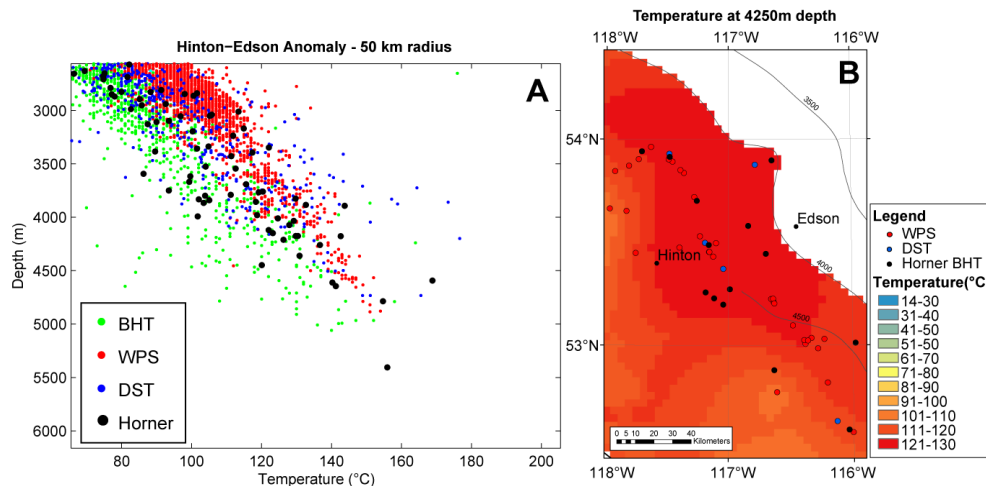 Hinton−Edson Anomaly - 50 km radius
A
Depth (m)
3000
3500
4000
4500
5000
5500
6000
BHT
WPS
DST
Horner
80 100 120 140 160 180 200
Temperature (°C)
Temperature at 4250m depth
118°W 117°W 116°W
B
3500
54°N
Edson
Hinton
4000
4500
53°N
0 5 10 20 30 40
Kilometers
118°W 117°W 116°W
Legend
WPS
DST
Horner BHT
Temperature(°C
14-30
31-40
41-50
51-50
61-70
71-80
81-90
91-100
101-110
111-120
121-130